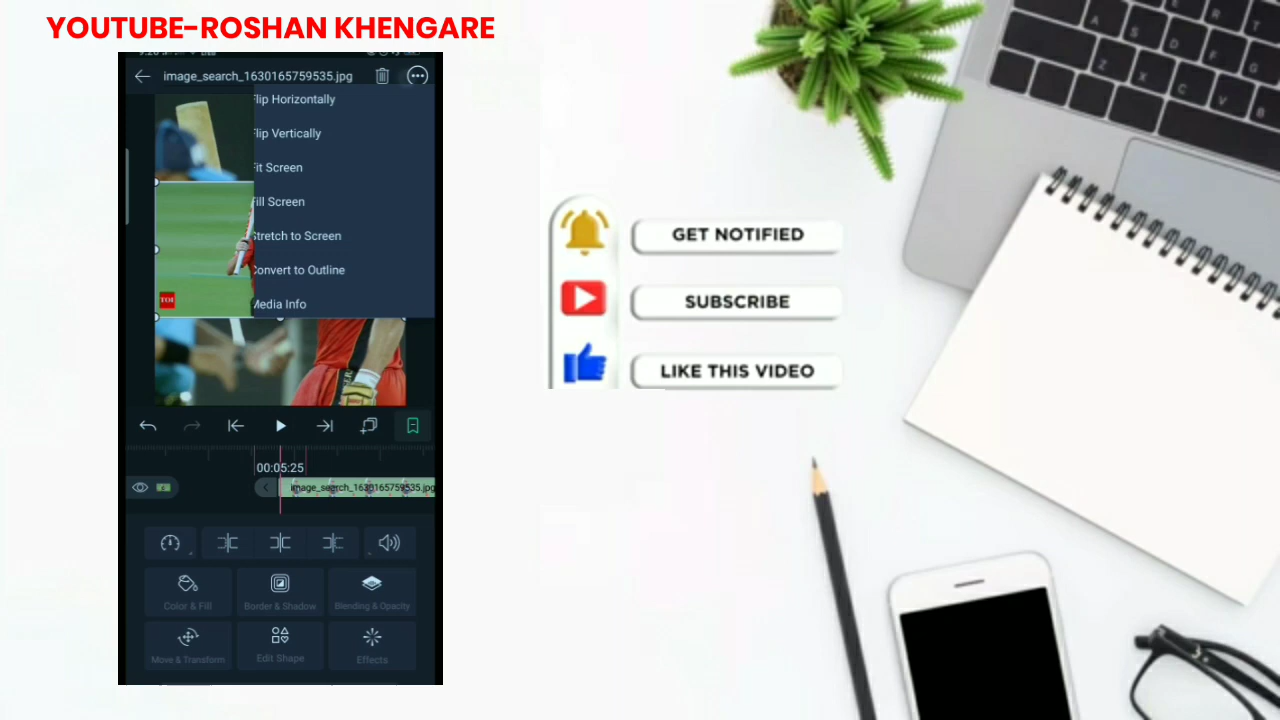 YOUTUBE-ROSHAN KHENGARE
image_search_1630165759535.jpg
Flip Horizontally
Flip Vertically
Fit Screen
Fill Screen
Stretch to Screen
Convert to Outline
Media Info
TOI
00:05:25
image_search_1630165759535.jpg
Color & Fill
Border & Shadow
Blending & Opacity
Move & Transform
Edit Shape
Effects
GET NOTIFIED
SUBSCRIBE
LIKE THIS VIDEO